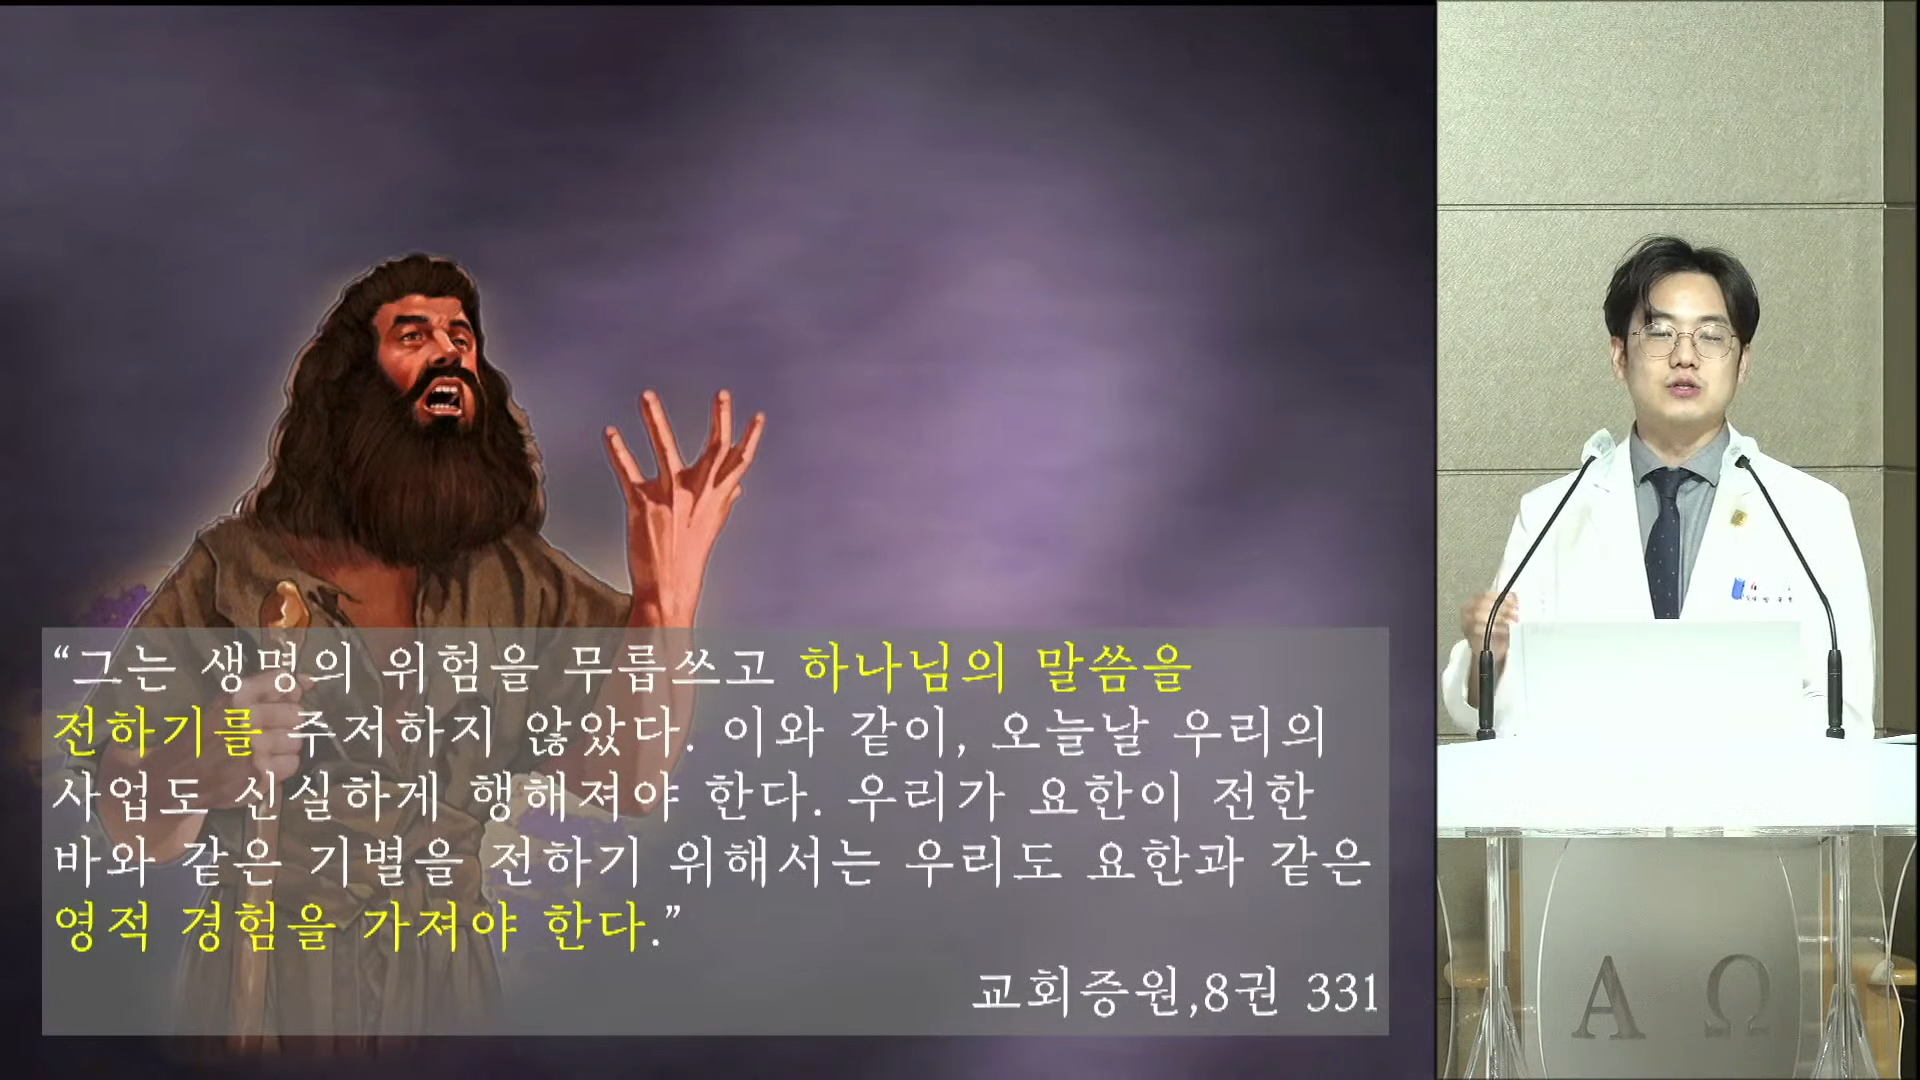 “그는 생명의 위험을 무릅쓰고 하나님의 말씀을
전하기를 주저하지 않았다. 이와 같이, 오늘날 우리의
사업도 신실하게 행해져야 한다. 우리가 요한이 전한
바와 같은 기별을 전하기 위해서는 우리도 요한과 같은
영적 경험을 가져야 한다.”
교회증언,8권 331
Α Ω